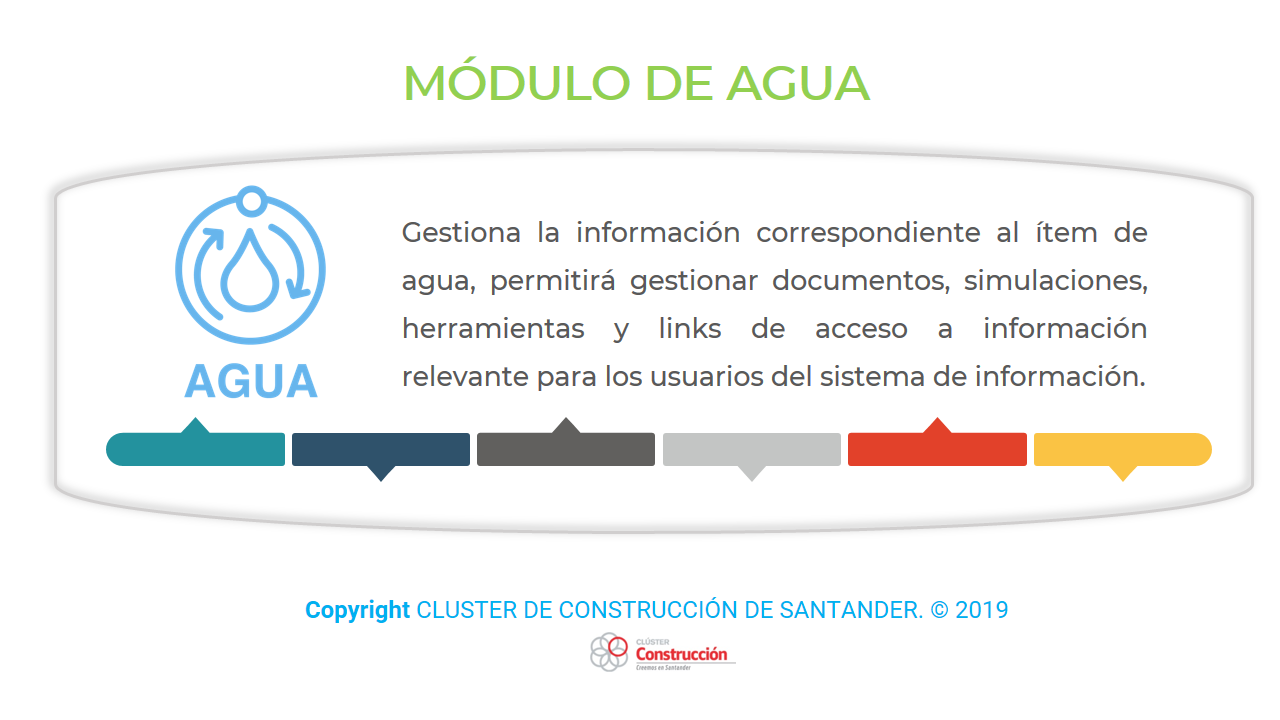 MÓDULO DE AGUA
Gestiona la información correspondiente al ítem de
agua, permitirá gestionar documentos, simulaciones,
herramientas y links de acceso a información
relevante para los usuarios del sistema de información.
AGUA
Copyright CLUSTER DE CONSTRUCCIÓN DE SANTANDER. © 2019
CLÚSTER
Construcción
Creemos en Santander